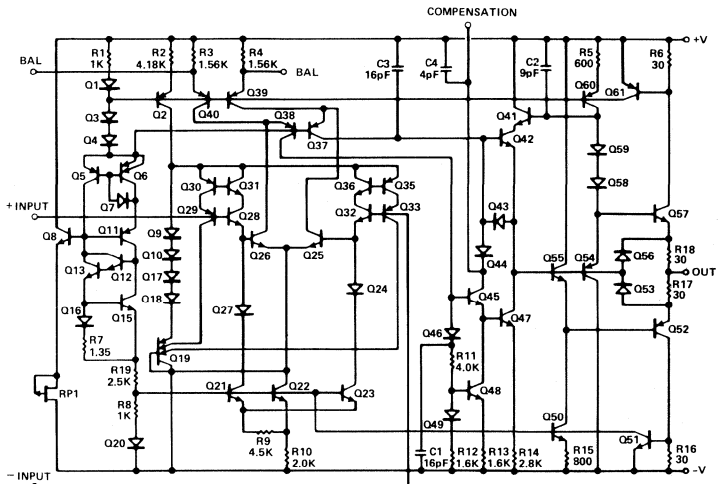 COMPENSATION
+V
R1
1K
R2
4.18K
R3
1.56K
R4
1.56K
C3
16pF
C4
4pF
C2
9pF
R5
600
R6
30
BAL
BAL
Q1
Q2
Q40
Q39
Q60
Q61
Q3
Q4
Q38
Q37
Q41
Q42
Q59
Q58
Q5
Q6
Q7
Q30
Q31
Q36
Q35
+INPUT
Q29
Q28
Q32
Q33
Q43
Q57
Q8
Q11
Q9
Q10
Q17
Q18
Q26
Q25
Q44
Q55
Q54
Q56
R18
30
OUT
Q13
Q12
Q24
Q45
Q47
Q53
R17
30
Q16
Q15
Q27
Q46
Q52
R7
1.35
Q19
R11
4.0K
R19
2.5K
RP1
Q21
Q22
Q23
Q48
Q49
R8
1K
Q50
Q51
Q20
R9
4.5K
R10
2.0K
C1
16pF
R12
1.6K
R13
1.6K
R14
2.8K
R15
800
R16
30
-V
−INPUT